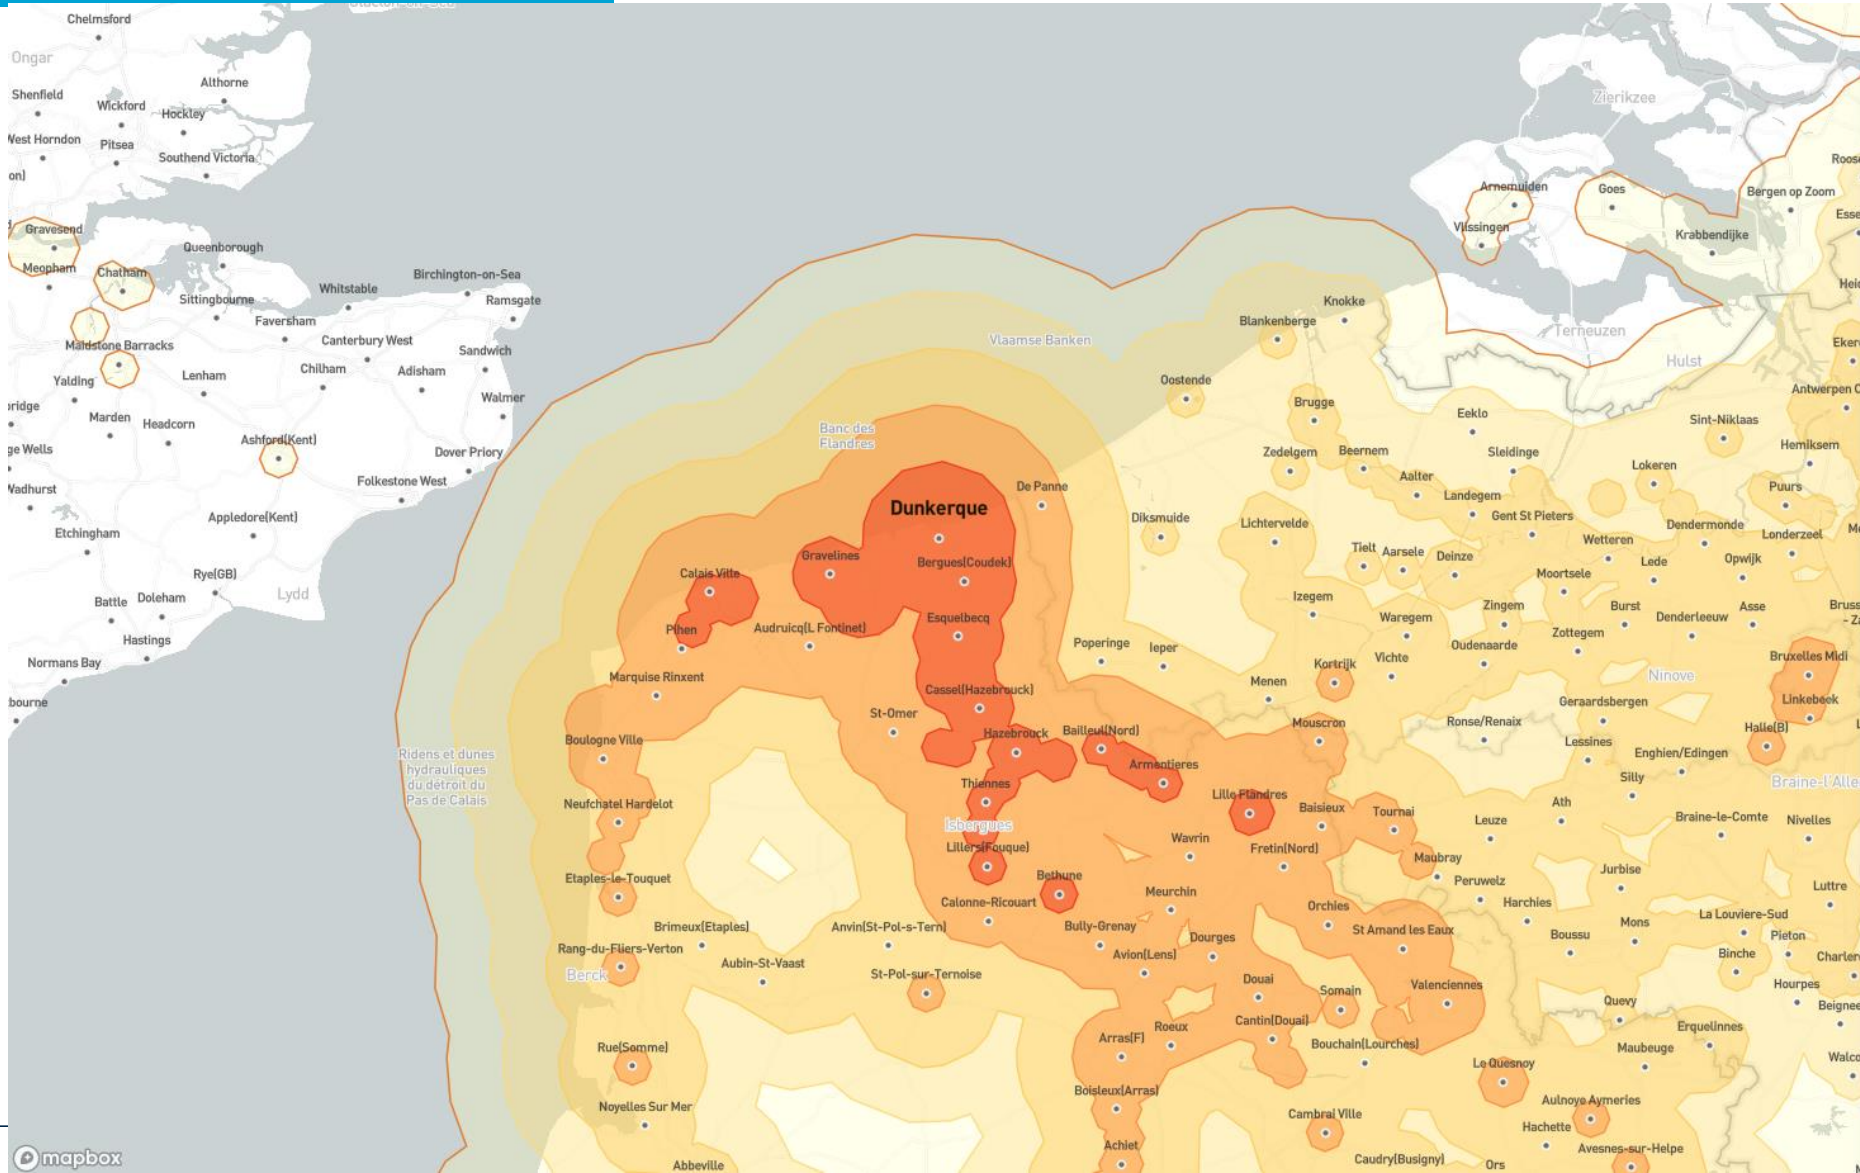 Chelmsford
Ongar
Althorne
Shenfield
Wickford
Hockley
West Horndon
Pitsea
Southend Victoria
Zierikzee
Arnemuiden
Goes
Bergen op Zoom
Vlissingen
Krabbendijke
Gravesend
Queenborough
Meopham
Chatham
Birchington-on-Sea
Whitstable
Sittingbourne
Ramsgate
Faversham
Knokke
Blankenberge
Terneuzen
Maidstone Barracks
Canterbury West
Sandwich
Vlaamse Banken
Hulst
Yalding
Lenham
Chilham
Adisham
Oostende
Walmer
Brugge
Eeklo
Antwerpen C
Marden
Headcorn
Sint-Niklaas
Ashford(Kent)
Banc des
Flandres
Dover Priory
Zedelgem
Beernem
Sleidinge
Hemiksem
Lokeren
Folkestone West
Aalter
Puurs
De Panne
Landegem
Dunkerque
Appledore(Kent)
Diksmuide
Lichtervelde
Gent St Pieters
Dendermonde
Etchingham
Londerzeel
Wetteren
Gravelines
Tielt
Aarsele
Deinze
Lede
Opwijk
Bergues(Coudek)
Rye(GB)
Calais Ville
Moortsele
Battle
Doleham
Lydd
Izegem
Zingem
Burst
Denderleeuw
Asse
Esquelbecq
Waregem
Audruicq(L Fontinet)
Pihen
Hastings
Zottegem
Poperinge
Ieper
Oudenaarde
Normans Bay
Kortrijk
Vichte
Bruxelles Midi
Marquise Rinxent
Menen
Ninove
Cassel(Hazebrouck)
Geraardsbergen
Linkebeek
St-Omer
Mouscron
Ronse/Renaix
Halle(B)
Hazebrouck
Bailleul(Nord)
Boulogne Ville
Lessines
Enghien/Edingen
Ridens et dunes
hydrauliques
du détroit du
Pas de Calais
Armentieres
Silly
Thiennes
Lille Flandres
Neufchatel Hardelot
Baisieux
Tournai
Ath
Leuze
Braine-le-Comte
Nivelles
Isbergues
Wavrin
Lillers(Fouque)
Fretin(Nord)
Maubray
Jurbise
Etaples-le-Touquet
Bethune
Peruwelz
Luttre
Meurchin
Calonne-Ricouart
Orchies
Harchies
La Louviere-Sud
Brimeux(Etaples)
Anvin(St-Pol-s-Tern)
Bully-Grenay
Dourges
St Amand les Eaux
Boussu
Mons
Pieton
Rang-du-Fliers-Verton
Avion(Lens)
Binche
Aubin-St-Vaast
Berck
St-Pol-sur-Ternoise
Douai
Somain
Valenciennes
Hourpes
Quevy
Roeux
Cantin(Douai)
Erquelinnes
Arras(F)
Rue(Somme)
Bouchain(Lourches)
Maubeuge
Le Quesnoy
Boisleux(Arras)
Noyelles Sur Mer
Cambrai Ville
Aulnoye Aymeries
Hachette
Achiet
Avesnes-sur-Helpe
mapbox
Abbeville
Caudry(Busigny)
Ors